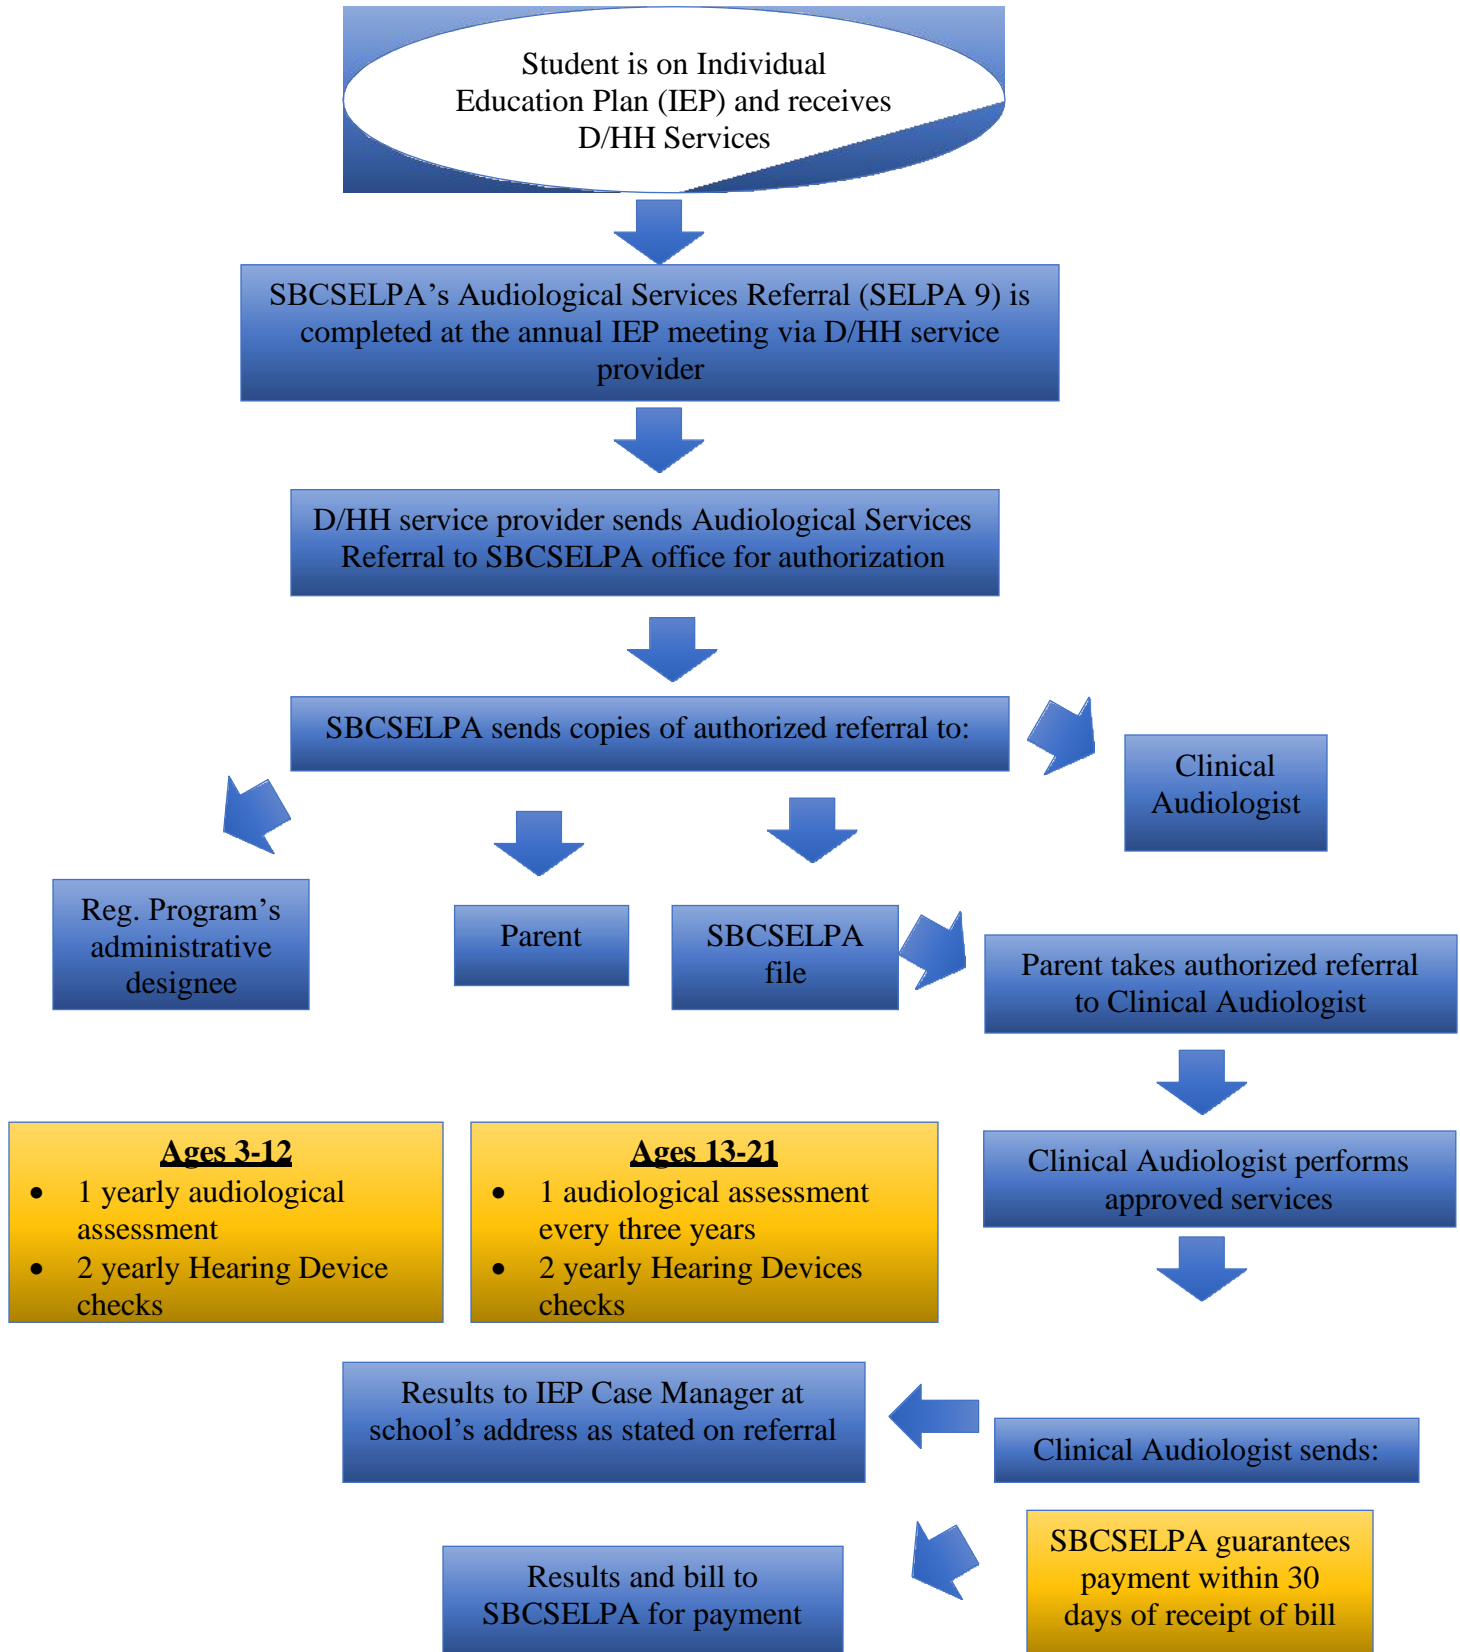 Student is on Individual
Education Plan (IEP) and receives
D/HH Services
SBCSELPA’s Audiological Services Referral (SELPA 9) is
completed at the annual IEP meeting via D/HH service
provider
D/HH service provider sends Audiological Services
Referral to SBCSELPA office for authorization
SBCSELPA sends copies of authorized referral to:
Clinical
Audiologist
Reg. Program’s
administrative
designee
Parent
SBCSELPA
file
Parent takes authorized referral
to Clinical Audiologist
Ages 3-12
• 1 yearly audiological
assessment
• 2 yearly Hearing Device
checks
Ages 13-21
• 1 audiological assessment
every three years
• 2 yearly Hearing Devices
checks
Clinical Audiologist performs
approved services
Results to IEP Case Manager at
school’s address as stated on referral
Clinical Audiologist sends:
Results and bill to
SBCSELPA for payment
SBCSELPA guarantees
payment within 30
days of receipt of bill